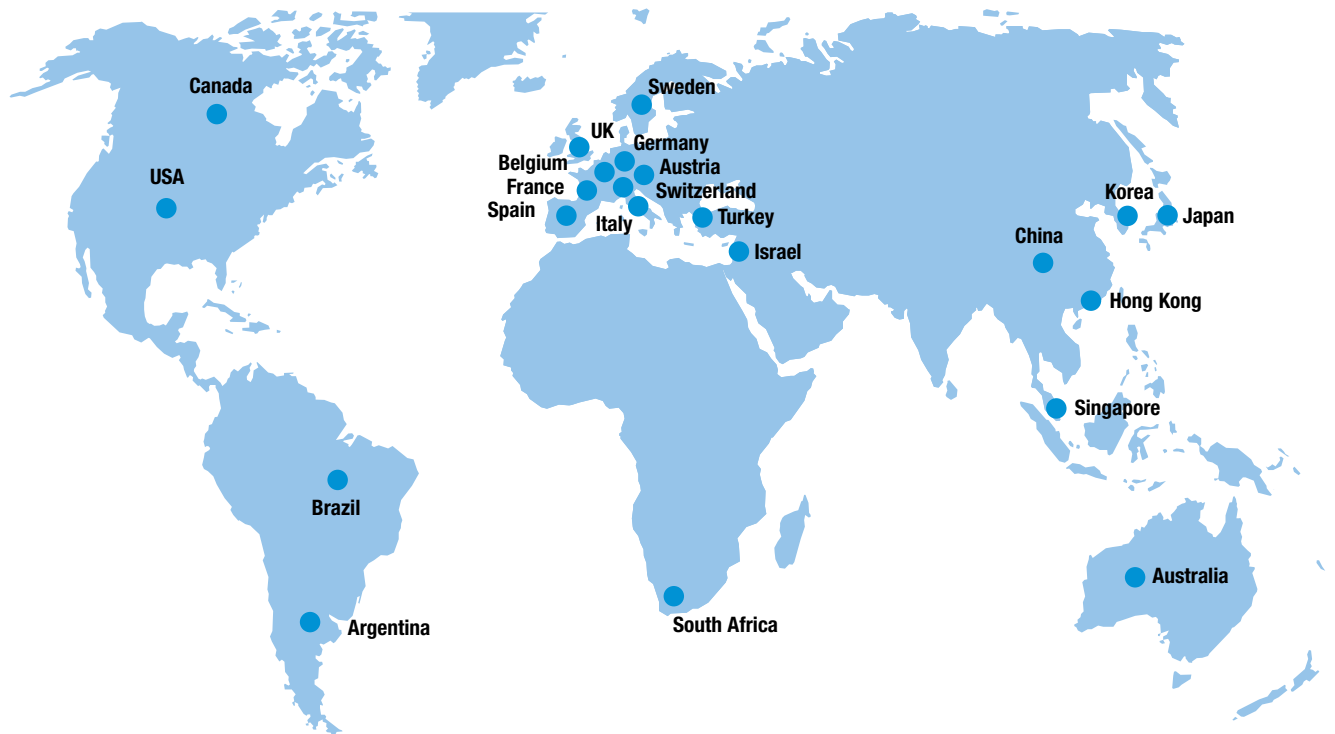 Canada
USA
Brazil
Argentina
Sweden
UK
Germany
Belgium
Austria
France
Switzerland
Spain
Italy
Turkey
Israel
South Africa
Korea
Japan
China
Hong Kong
Singapore
Australia